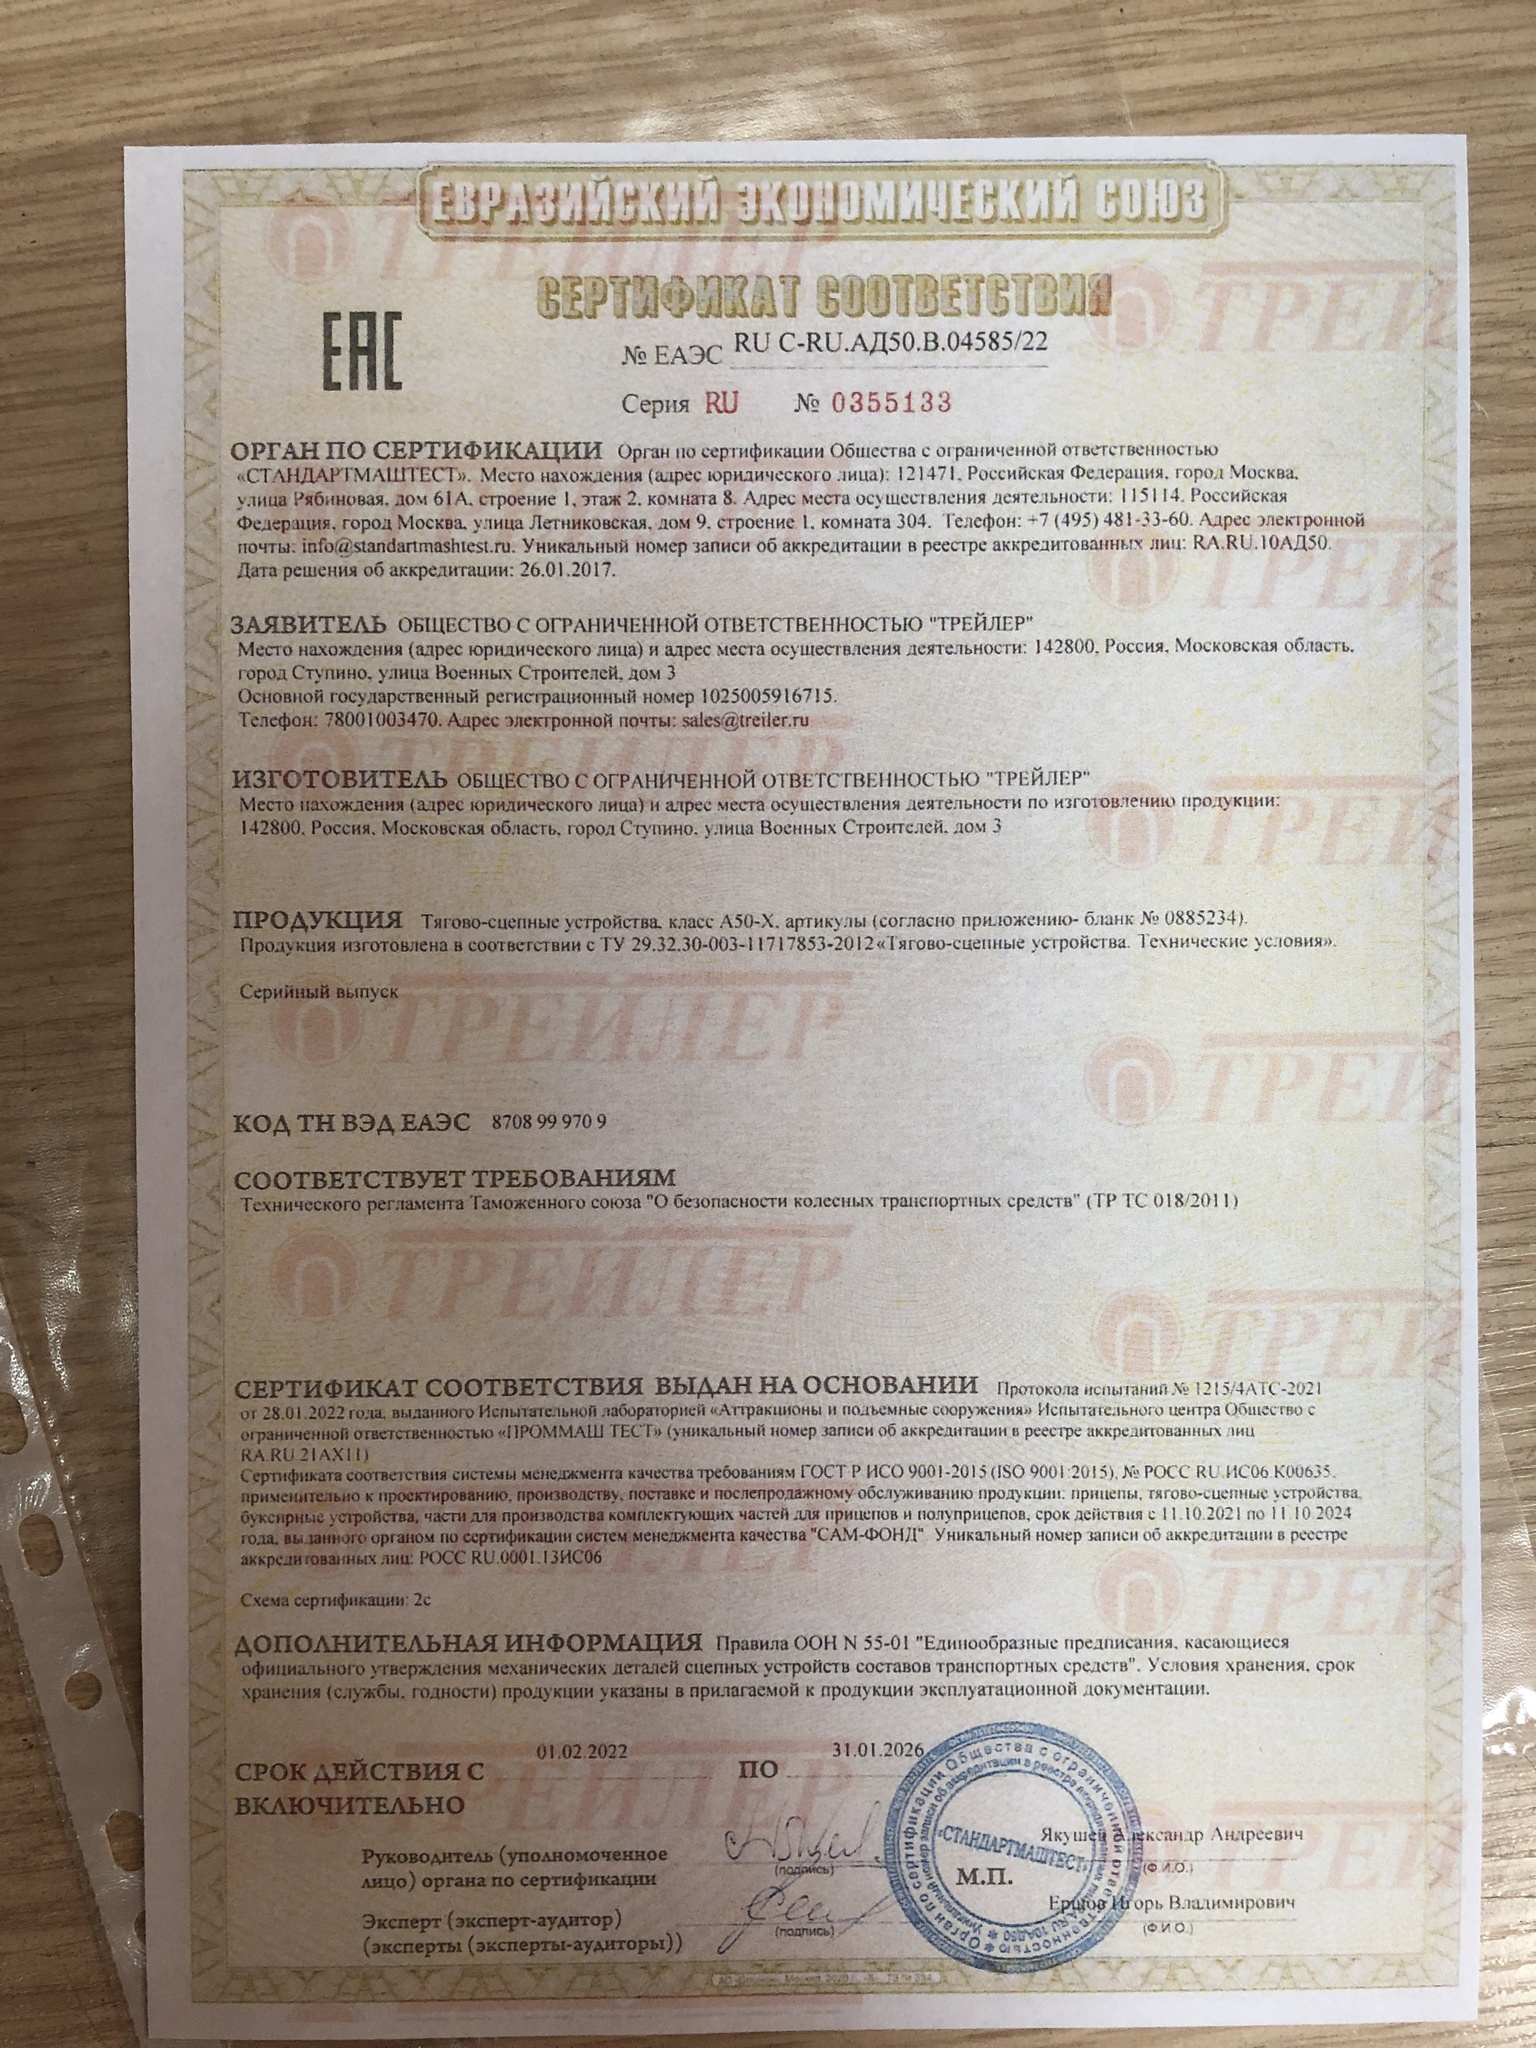 ЕВРАЗИЙСКИЙ ЭКОНОМИЧЕСКИЙ СОЮЗ
СЕРТИФИКАТ СООТВЕТСТВИЯ
EAC
№ ЕАЭС RU С-RU.АД50.В.04585/22
Серия RU № 0355133
ОРГАН ПО СЕРТИФИКАЦИИ Орган по сертификации Общества с ограниченной ответственностью
«СТАНДАРТМАШТЕСТ». Место нахождения (адрес юридического лица): 121471, Российская Федерация, город Москва,
улица Рябиновая, дом 61А, строение 1, этаж 2, комната 8. Адрес места осуществления деятельности: 115114, Российская
Федерация, город Москва, улица Летниковская, дом 9, строение 1, комната 304. Телефон: +7 (495) 481-33-60. Адрес электронной
почты: info@standartmashtest.ru. Уникальный номер записи об аккредитации в реестре аккредитованных лиц: RA.RU.10АД50.
Дата решения об аккредитации: 26.01.2017.
ЗАЯВИТЕЛЬ ОБЩЕСТВО С ОГРАНИЧЕННОЙ ОТВЕТСТВЕННОСТЬЮ "ТРЕЙЛЕР"
Место нахождения (адрес юридического лица) и адрес места осуществления деятельности: 142800, Россия, Московская область,
город Ступино, улица Военных Строителей, дом 3
Основной государственный регистрационный номер 1025005916715.
Телефон: 78001003470. Адрес электронной почты: sales@treiler.ru
ИЗГОТОВИТЕЛЬ ОБЩЕСТВО С ОГРАНИЧЕННОЙ ОТВЕТСТВЕННОСТЬЮ "ТРЕЙЛЕР"
Место нахождения (адрес юридического лица) и адрес места осуществления деятельности по изготовлению продукции:
142800, Россия, Московская область, город Ступино, улица Военных Строителей, дом 3
ПРОДУКЦИЯ Тягово-сцепные устройства, класс А50-Х, артикулы (согласно приложению- бланк № 0885234).
Продукция изготовлена в соответствии с ТУ 29.32.30-003-11717853-2012«Тягово-сцепные устройства. Технические условия».
Серийный выпуск
КОД ТН ВЭД ЕАЭС 8708 99 970 9
СООТВЕТСТВУЕТ ТРЕБОВАНИЯМ
Технического регламента Таможенного союза "О безопасности колесных транспортных средств" (ТР ТС 018/2011)
СЕРТИФИКАТ СООТВЕТСТВИЯ ВЫДАН НА ОСНОВАНИИ Протокола испытаний № 1215/4АТС-2021
от 28.01.2022 года, выданного Испытательной лабораторией «Аттракционы и подъемные сооружения» Испытательного центра Общество с
ограниченной ответственностью «ПРОММАШ ТЕСТ» (уникальный номер записи об аккредитации в реестре аккредитованных лиц
RA.RU 21АХ11)
Сертификата соответствия системы менеджмента качества требованиям ГОСТ Р ИСО 9001-2015 (ISO 9001:2015), № РОСС RU.ИС06.К00635,
применительно к проектированию, производству, поставке и послепродажному обслуживанию продукции: прицепы, тягово-сцепные устройства,
буксирные устройства, части для производства комплектующих частей для прицепов и полуприцепов, срок действия с 11.10.2021 по 11.10.2024
года, выданного органом по сертификации систем менеджмента качества "САМ-ФОНД". Уникальный номер записи об аккредитации в реестре
аккредитованных лиц: РОСС RU.0001.13ИС06
Схема сертификации: 2с
ДОПОЛНИТЕЛЬНАЯ ИНФОРМАЦИЯ Правила ООН N 55-01 "Единообразные предписания, касающиеся
официального утверждения механических деталей сцепных устройств составов транспортных средств". Условия хранения, срок
хранения (службы, годности) продукции указаны в прилагаемой к продукции эксплуатационной документации.
СРОК ДЕЙСТВИЯ С 01.02.2022 ПО 31.01.2026
ВКЛЮЧИТЕЛЬНО
Руководитель (уполномоченное
лицо) органа по сертификации
(подпись)
Якушев Александр Андреевич
(Ф.И.О.)
М.П.
«СТАНДАРТМАШТЕСТ»
Эксперт (эксперт-аудитор)
(эксперты (эксперты-аудиторы))
(подпись)
Ершов Игорь Владимирович
(Ф.И.О.)
ТРЕЙЛЕР